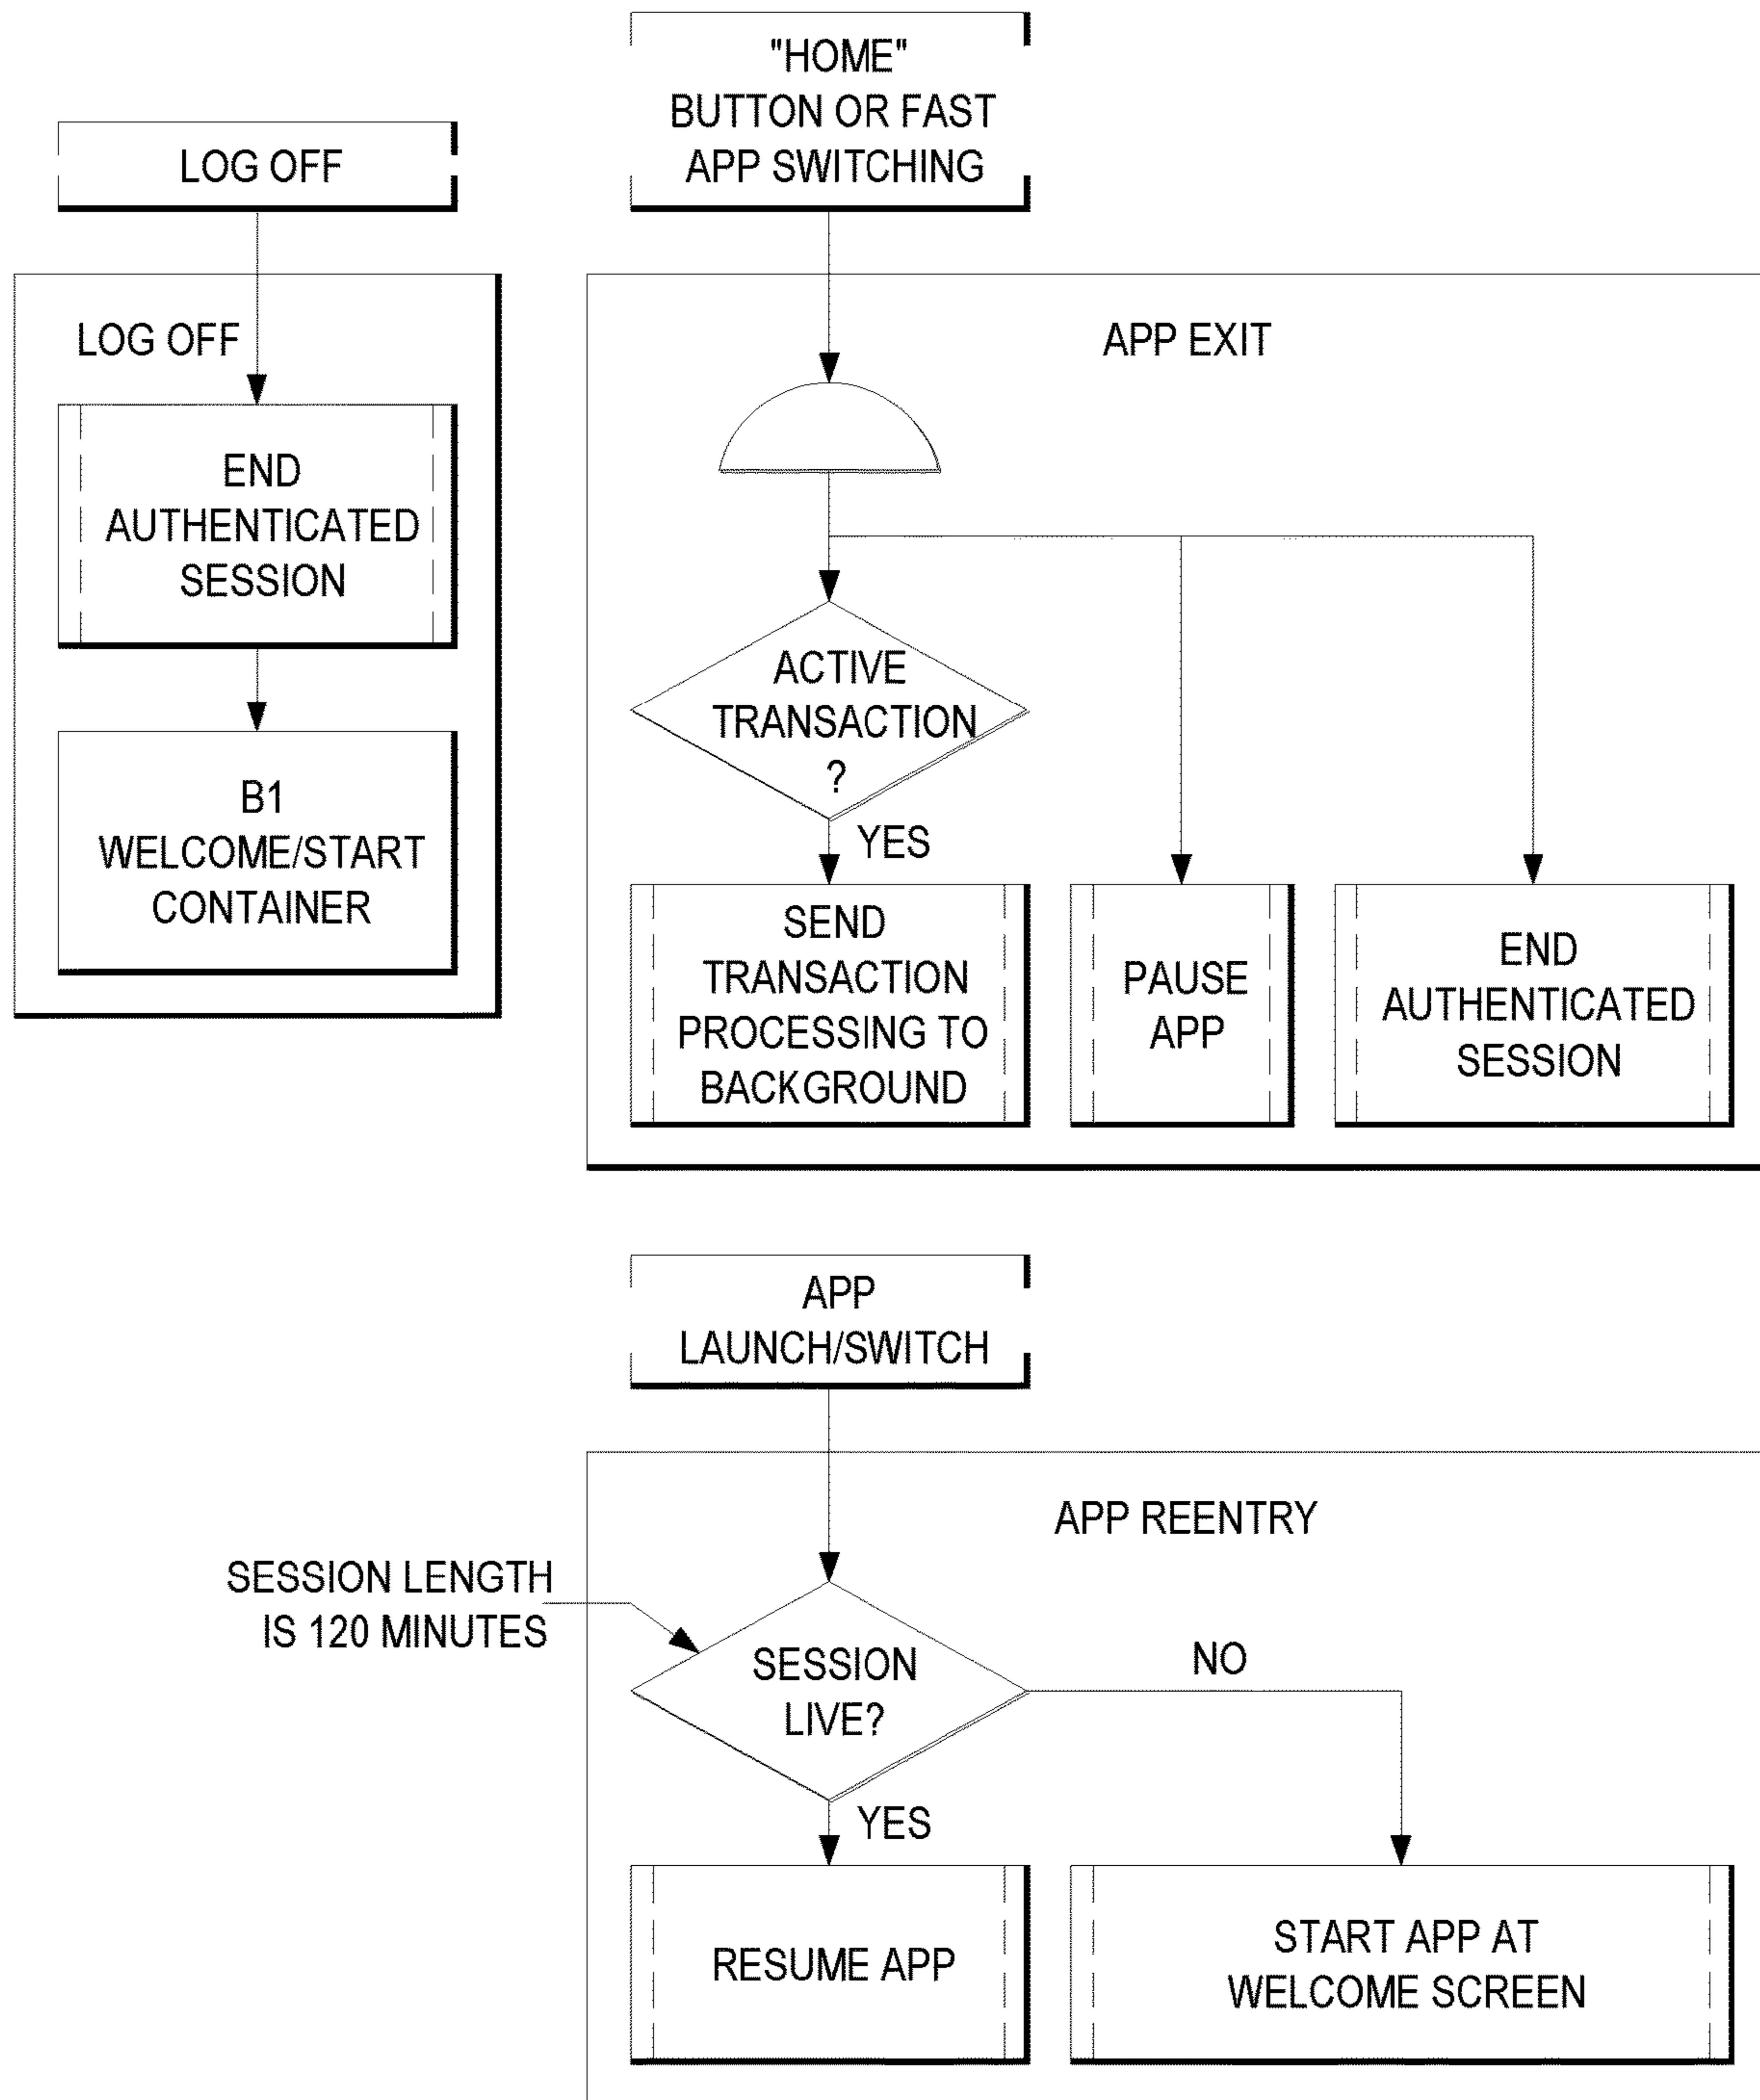 LOG OFF
"HOME"
BUTTON OR FAST
APP SWITCHING
LOG OFF
END
AUTHENTICATED
SESSION
B1
WELCOME/START
CONTAINER
APP EXIT
ACTIVE
TRANSACTION
?
YES
SEND
TRANSACTION
PROCESSING TO
BACKGROUND
PAUSE
APP
END
AUTHENTICATED
SESSION
APP
LAUNCH/SWITCH
APP REENTRY
SESSION LENGTH
IS 120 MINUTES
SESSION
LIVE?
NO
YES
RESUME APP
START APP AT
WELCOME SCREEN